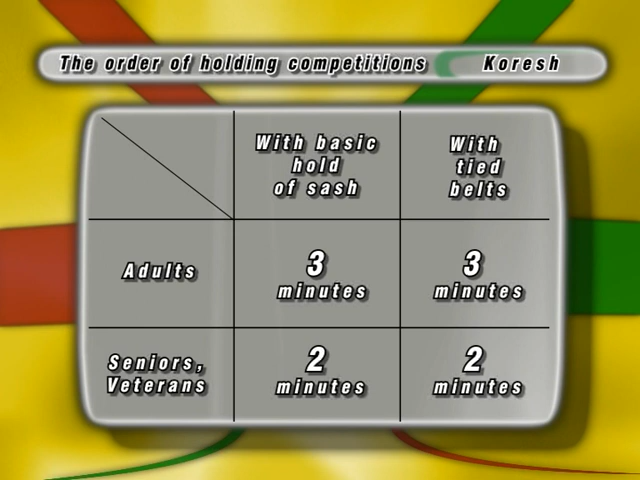 The order of holding competitions Koresh
With basic
hold
of sash
With
tied
belts
Adults
3
minutes
3
minutes
Seniors,
Veterans
2
minutes
2
minutes